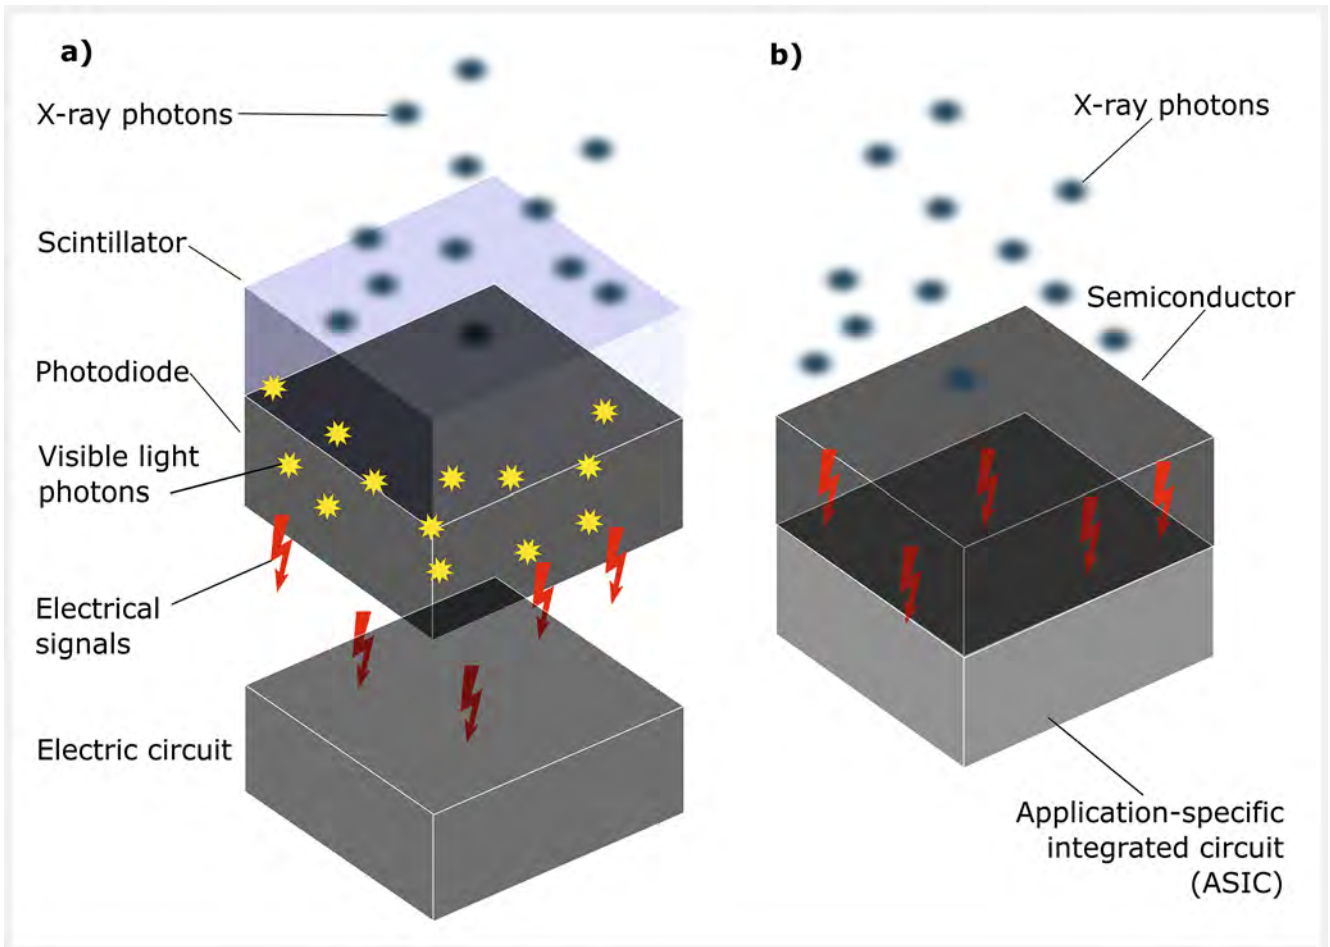 a)
X-ray photons
Scintillator
Photodiode
Visible light
photons
Electrical
signals
Electric circuit
b)
X-ray photons
Semiconductor
Application-specific
integrated circuit
(ASIC)